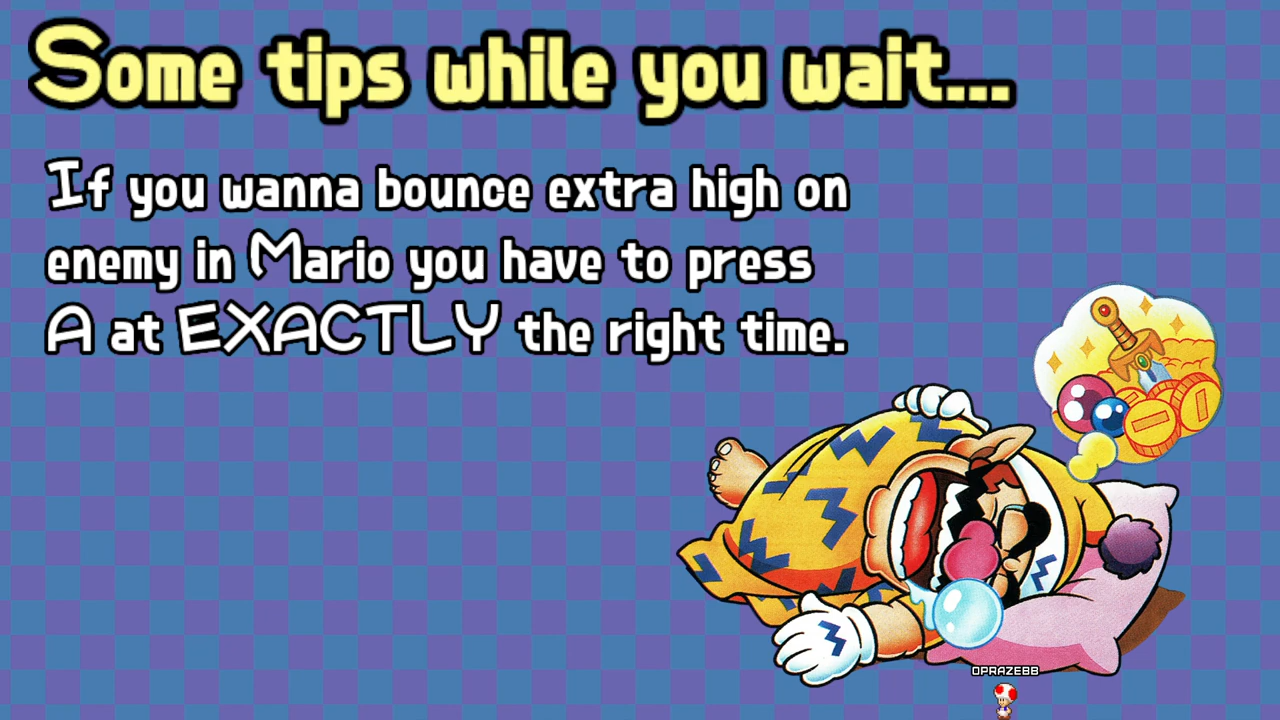 Some tips while you wait...
If you wanna bounce extra high on
enemy in Mario you have to press
A at EXACTLY the right time.
OPRAZEBB